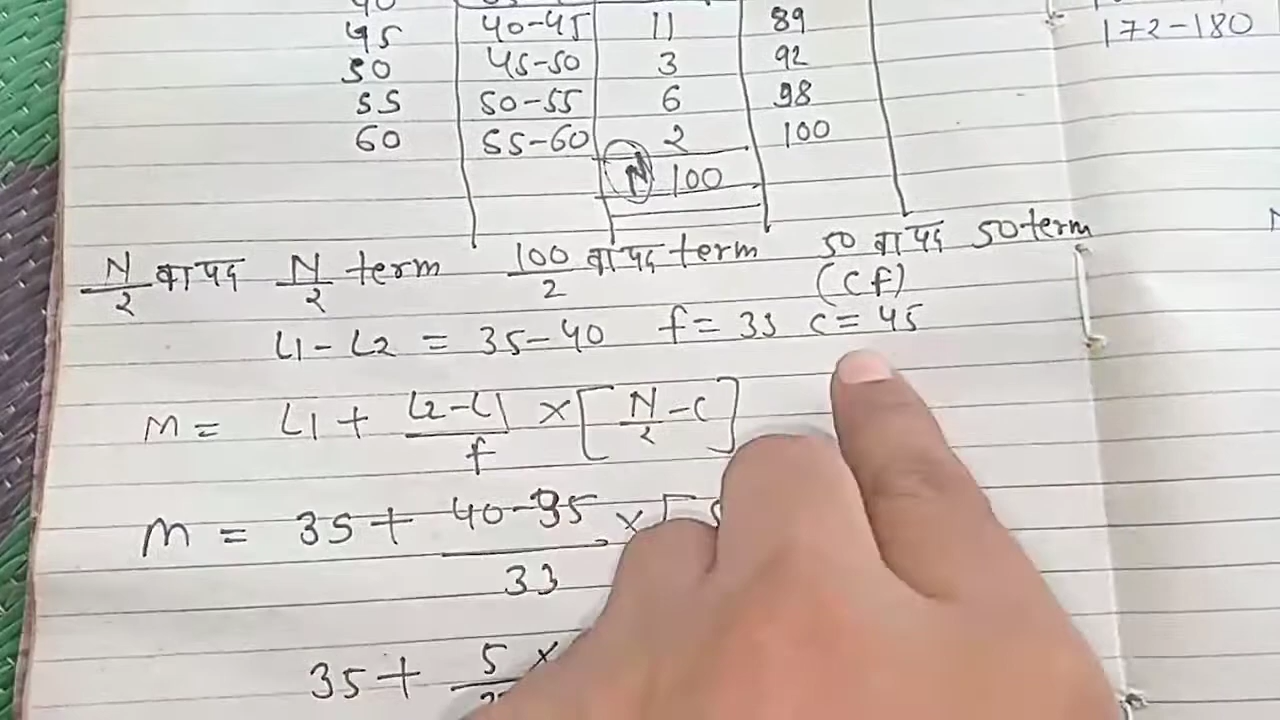 45 40-45 11 89
172-180
50 45-50 3 92
55 50-55 6 98
60 55-60 2 100
N 100
N/2 वा पद N/2 term 100/2 वा पद term 50 वा पद 50 term
(cf)
L1-L2 = 35-40 f = 33 c = 45
M = L1 + L2-L1/f × [N/2 - C]
M = 35 + 40-35/33 × [
35 + 5/ ×